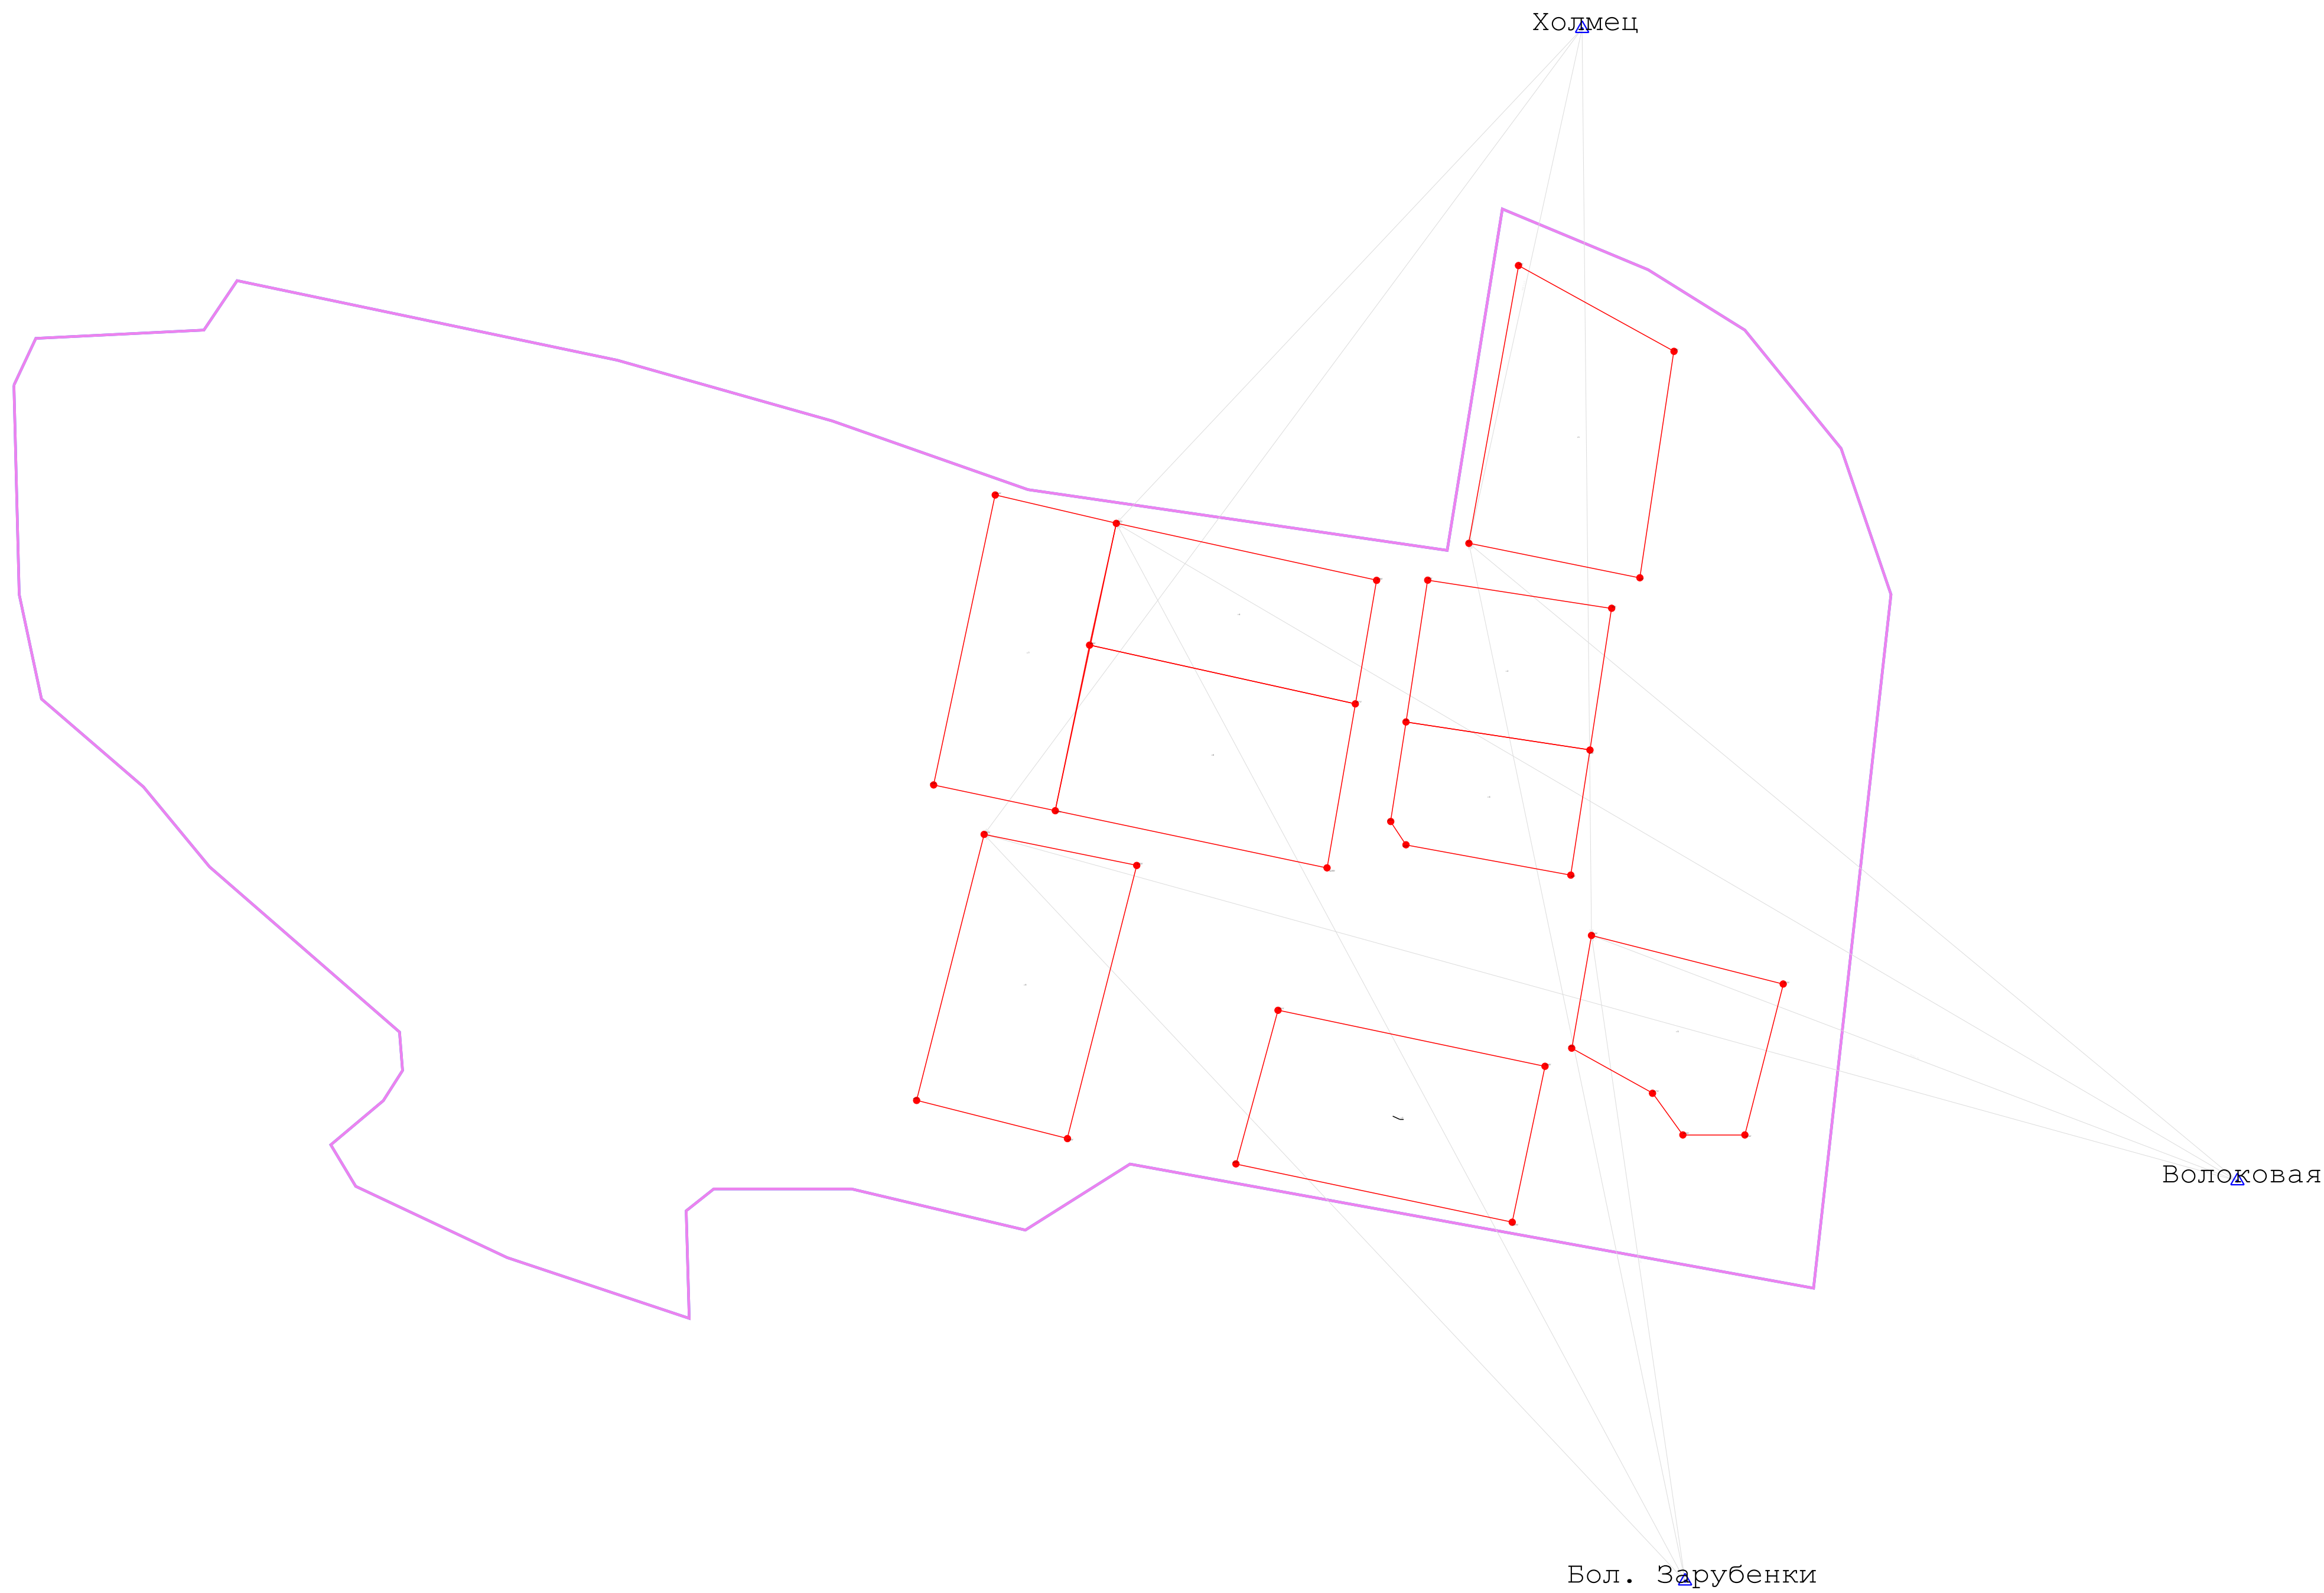 Холмец
Волоковая
Бол. Зарубенки